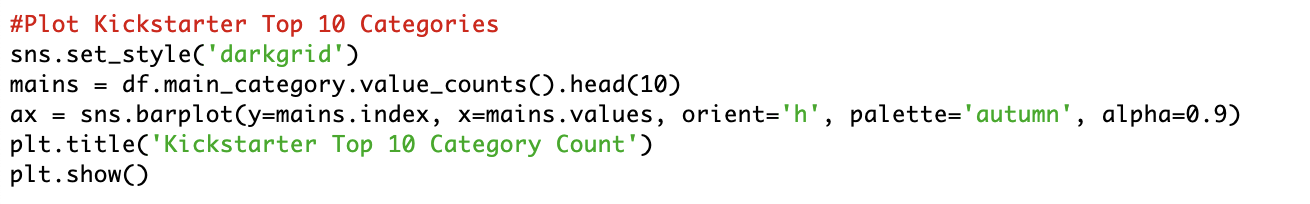 #Plot Kickstarter Top 10 Categories
sns.set_style('darkgrid')
mains = df.main_category.value_counts().head(10)
ax = sns.barplot(y=mains.index, x=mains.values, orient='h', palette='autumn', alpha=0.9)
plt.title('Kickstarter Top 10 Category Count')
plt.show()